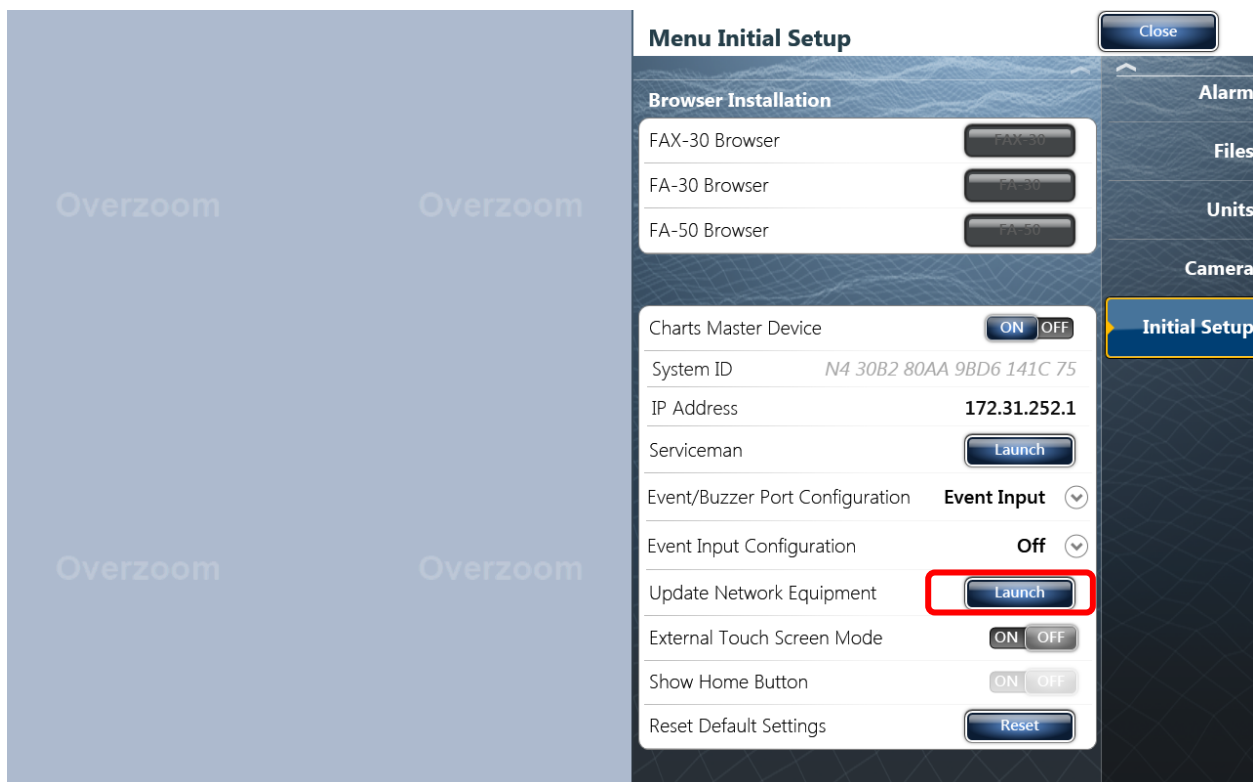 Menu Initial Setup
Close
Browser Installation
FAX-30 Browser FAX-30
FA-30 Browser FA-30
FA-50 Browser FA-50
Charts Master Device ON OFF
System ID N4 30B2 80AA 9BD6 141C 75
IP Address 172.31.252.1
Serviceman Launch
Event/Buzzer Port Configuration Event Input
Event Input Configuration Off
Update Network Equipment Launch
External Touch Screen Mode ON OFF
Show Home Button ON OFF
Reset Default Settings Reset
Alarm
Files
Units
Camera
Initial Setup
Overzoom Overzoom
Overzoom Overzoom